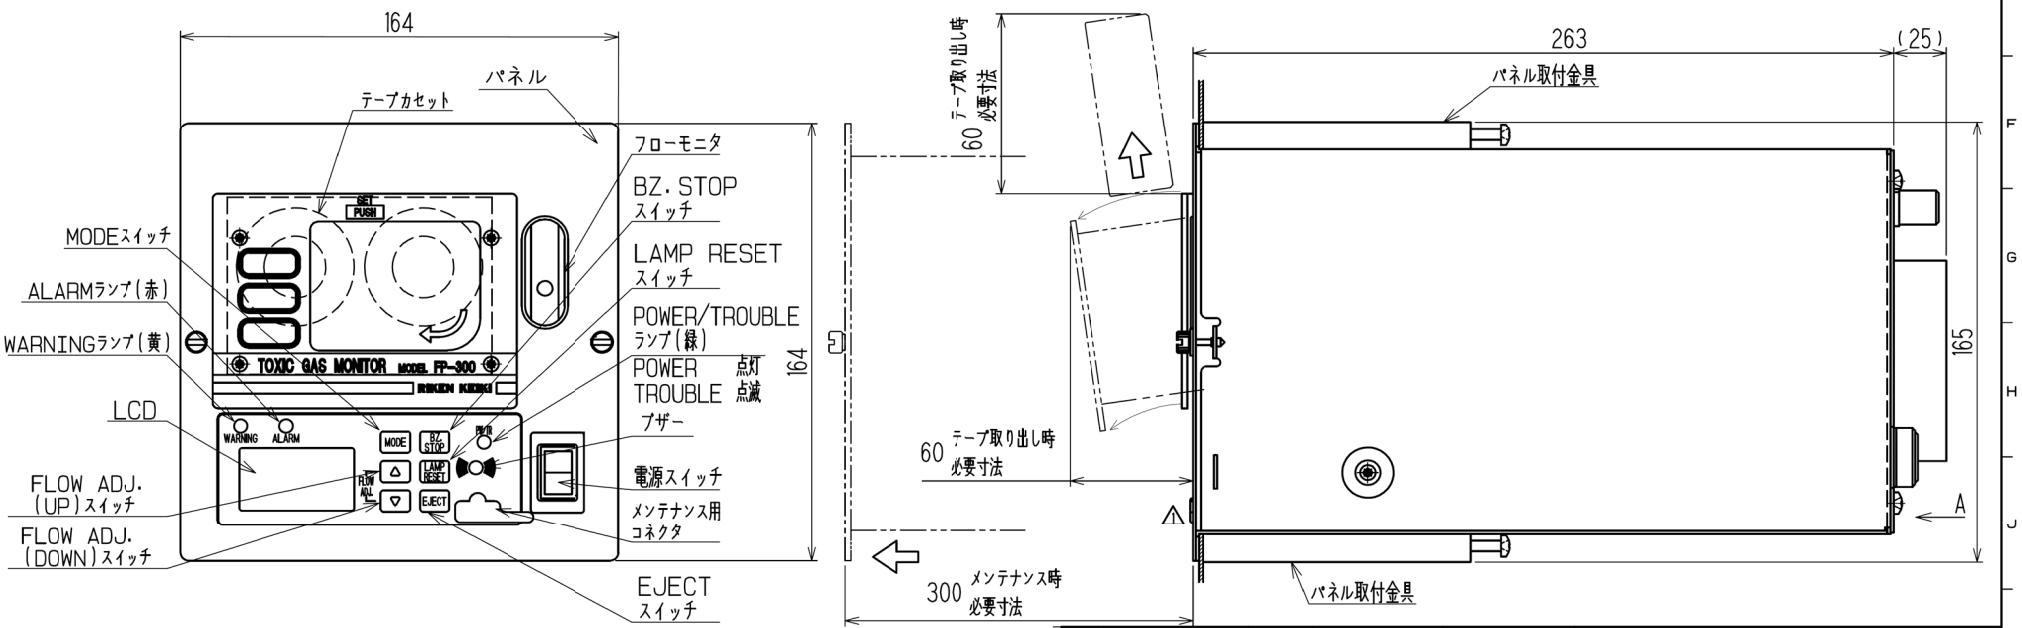 164
パネル
テープカセット
フローモニタ
BZ. STOP
スイッチ
LAMP RESET
スイッチ
POWER/TROUBLE
ランプ(緑)
POWER 点灯
TROUBLE 点滅
ブザー
電源スイッチ
メンテナンス用
コネクタ
EJECT
スイッチ
MODEスイッチ
ALARMランプ(赤)
WARNINGランプ(黄)
LCD
FLOW ADJ.
(UP)スイッチ
FLOW ADJ.
(DOWN)スイッチ
SET
PUSH
TOXIC GAS MONITOR MODEL FP-300
RIKEN KEIKI
WARNING
ALARM
MODE
BZ.
STOP
PW/TR
LAMP
RESET
FLOW
ADJ.
EJECT
164
テープ取り出し時
60 必要寸法
263
(25)
パネル取付金具
165
60 テープ取り出し時
必要寸法
300 メンテナンス時
必要寸法
パネル取付金具
1
A
F
G
H
J